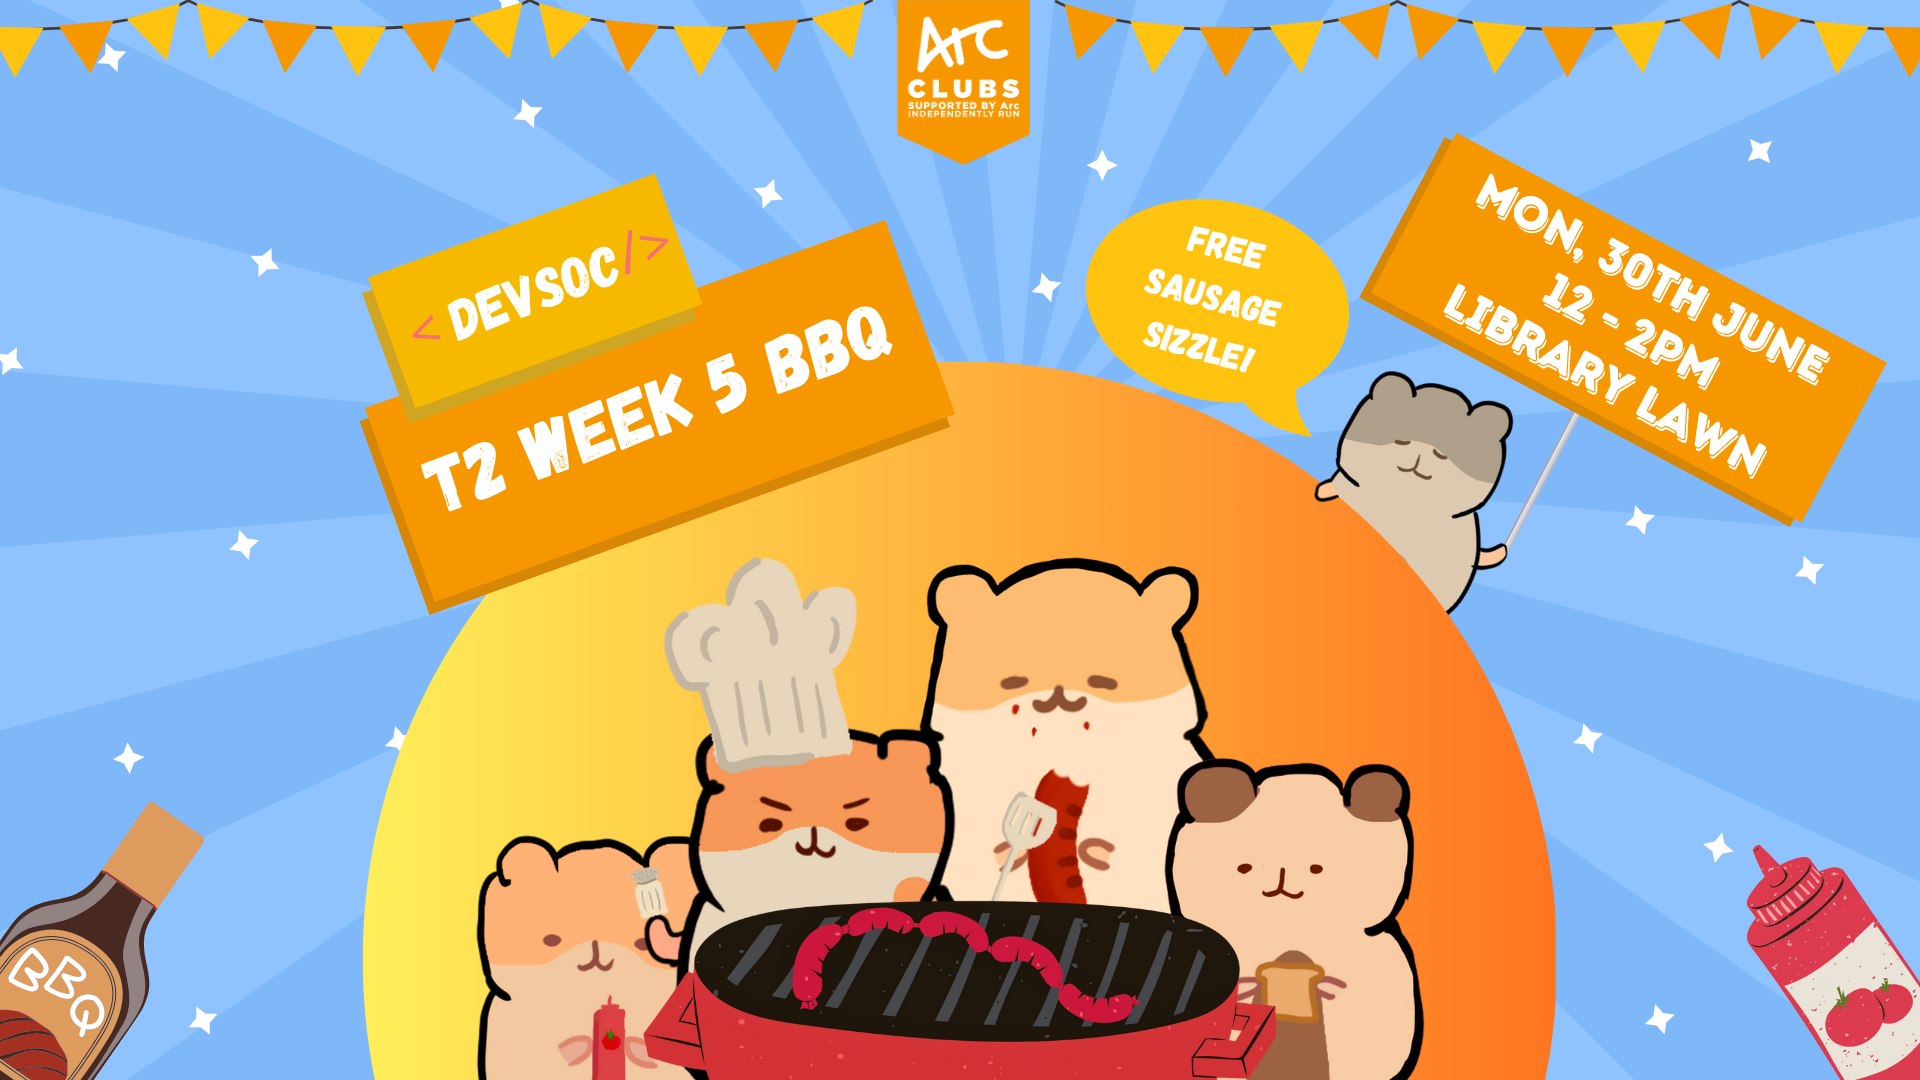 Arc
CLUBS
SUPPORTED BY Arc
INDEPENDENTLY RUN
< DEVSOC/>
T2 WEEK 5 BBQ
FREE
SAUSAGE
SIZZLE!
MON, 30TH JUNE
12 - 2PM
LIBRARY LAWN
BBQ